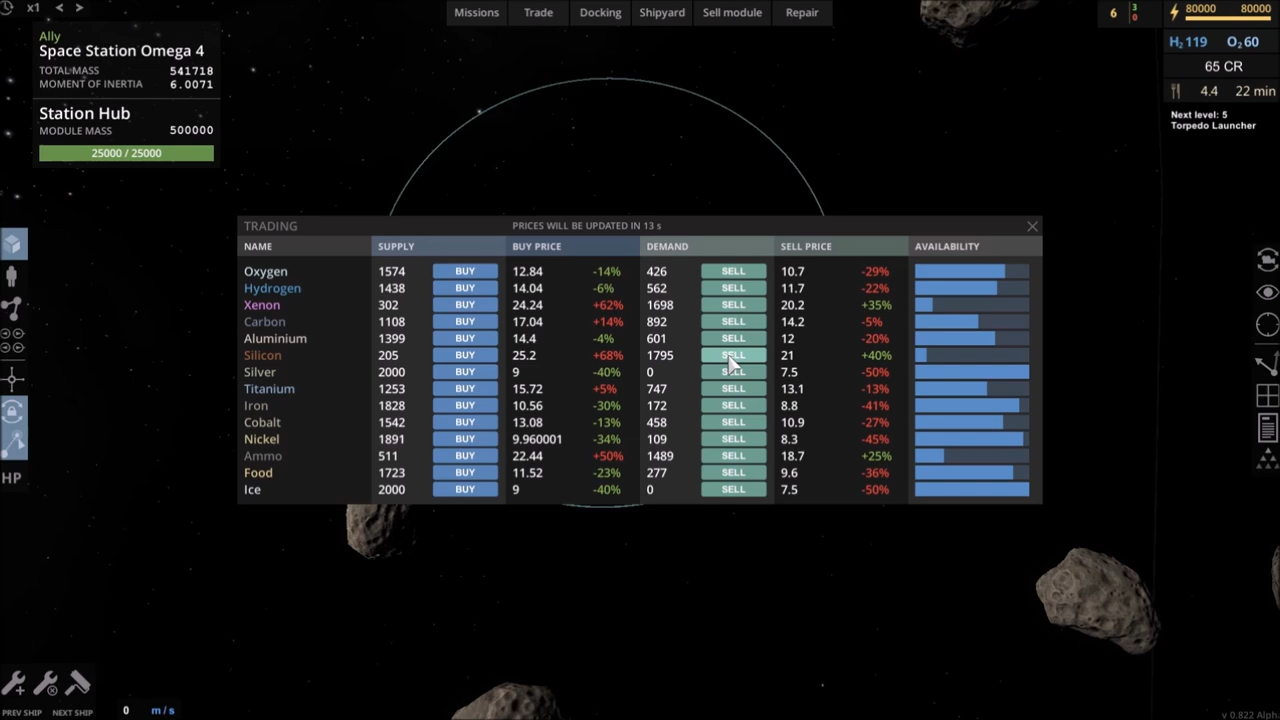 x1 < >
Missions Trade Docking Shipyard Sell module Repair
6 3 0 80000 80000
Ally
Space Station Omega 4
TOTAL MASS 541718
MOMENT OF INERTIA 6.0071
Station Hub
MODULE MASS 500000
25000 / 25000
H2 119 O2 60
65 CR
4.4 22 min
Next level: 5
Torpedo Launcher
TRADING PRICES WILL BE UPDATED IN 13 s
NAME SUPPLY BUY PRICE DEMAND SELL PRICE AVAILABILITY
Oxygen 1574 BUY 12.84 -14% 426 SELL 10.7 -29%
Hydrogen 1438 BUY 14.04 -6% 562 SELL 11.7 -22%
Xenon 302 BUY 24.24 +62% 1698 SELL 20.2 +35%
Carbon 1108 BUY 17.04 +14% 892 SELL 14.2 -5%
Aluminium 1399 BUY 14.4 -4% 601 SELL 12 -20%
Silicon 205 BUY 25.2 +68% 1795 SELL 21 +40%
Silver 2000 BUY 9 -40% 0 SELL 7.5 -50%
Titanium 1253 BUY 15.72 +5% 747 SELL 13.1 -13%
Iron 1828 BUY 10.56 -30% 172 SELL 8.8 -41%
Cobalt 1542 BUY 13.08 -13% 458 SELL 10.9 -27%
Nickel 1891 BUY 9.960001 -34% 109 SELL 8.3 -45%
Ammo 511 BUY 22.44 +50% 1489 SELL 18.7 +25%
Food 1723 BUY 11.52 -23% 277 SELL 9.6 -36%
Ice 2000 BUY 9 -40% 0 SELL 7.5 -50%
HP
PREV SHIP NEXT SHIP 0 m/s
v 0.822 Alph